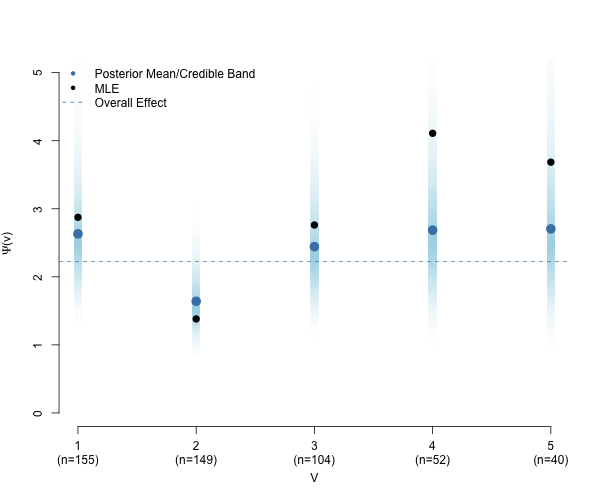 Posterior Mean/Credible Band
MLE
Overall Effect
Ψ(v)
5
4
3
2
1
0
1 2 3 4 5
(n=155) (n=149) (n=104) (n=52) (n=40)
V